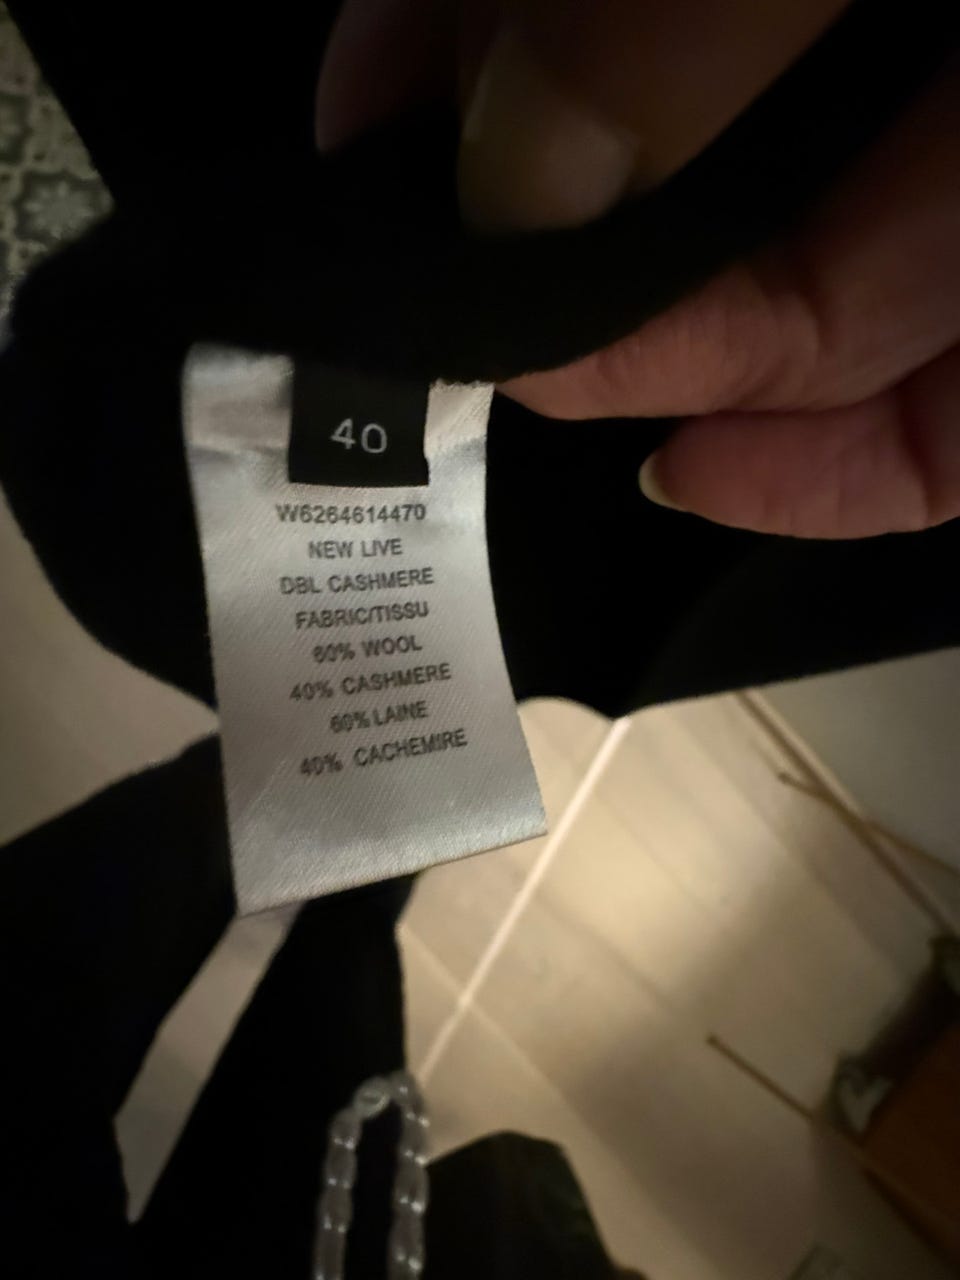 40
W6264614470
NEW LIVE
DBL CASHMERE
FABRIC/TISSU
60% WOOL
40% CASHMERE
60% LAINE
40% CACHEMIRE